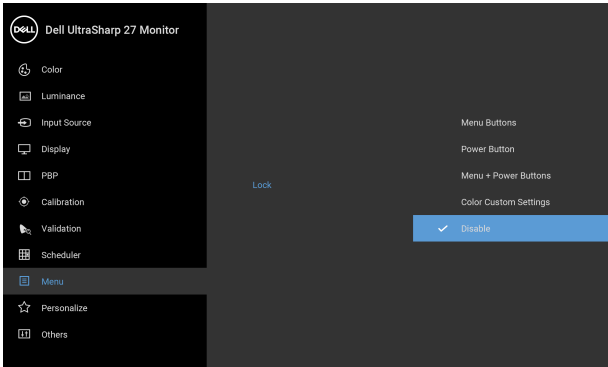 DELL
Dell UltraSharp 27 Monitor
Color
Luminance
Input Source
Display
PBP
Calibration
Validation
Scheduler
Menu
Personalize
Others
Lock
Menu Buttons
Power Button
Menu + Power Buttons
Color Custom Settings
Disable